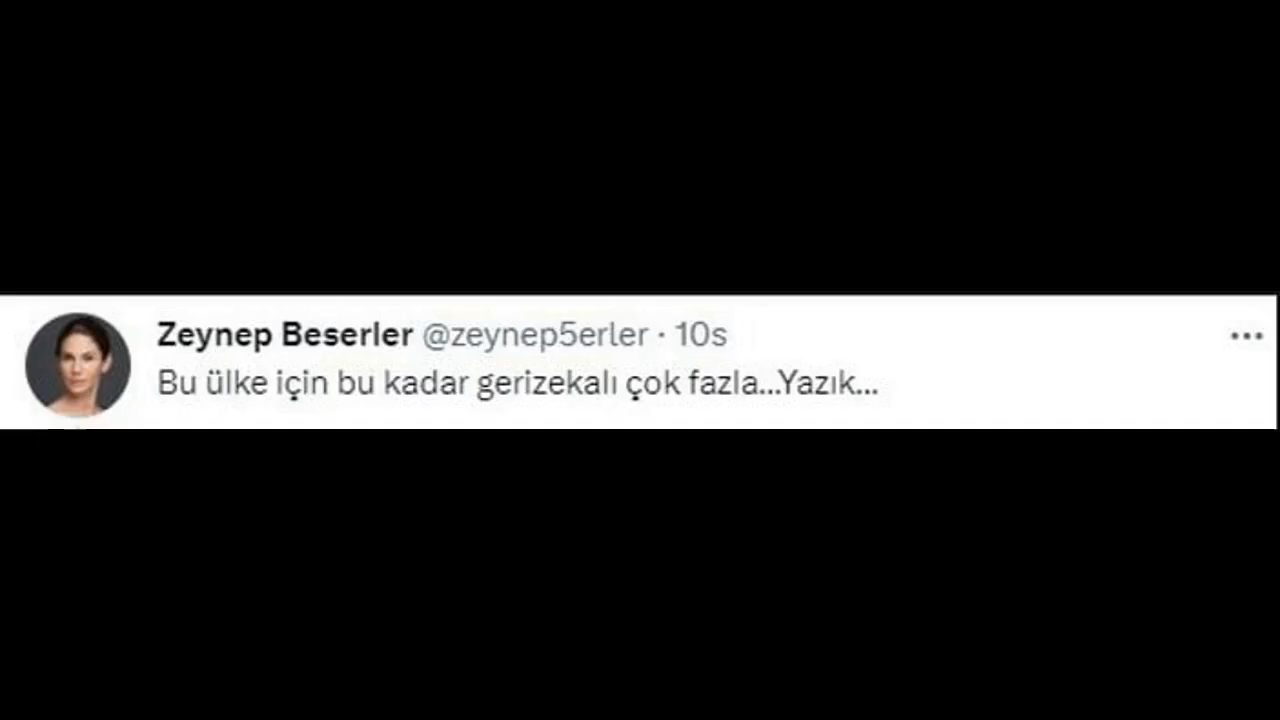 Zeynep Beserler @zeynep5erler · 10s
Bu ülke için bu kadar gerizekalı çok fazla...Yazık...